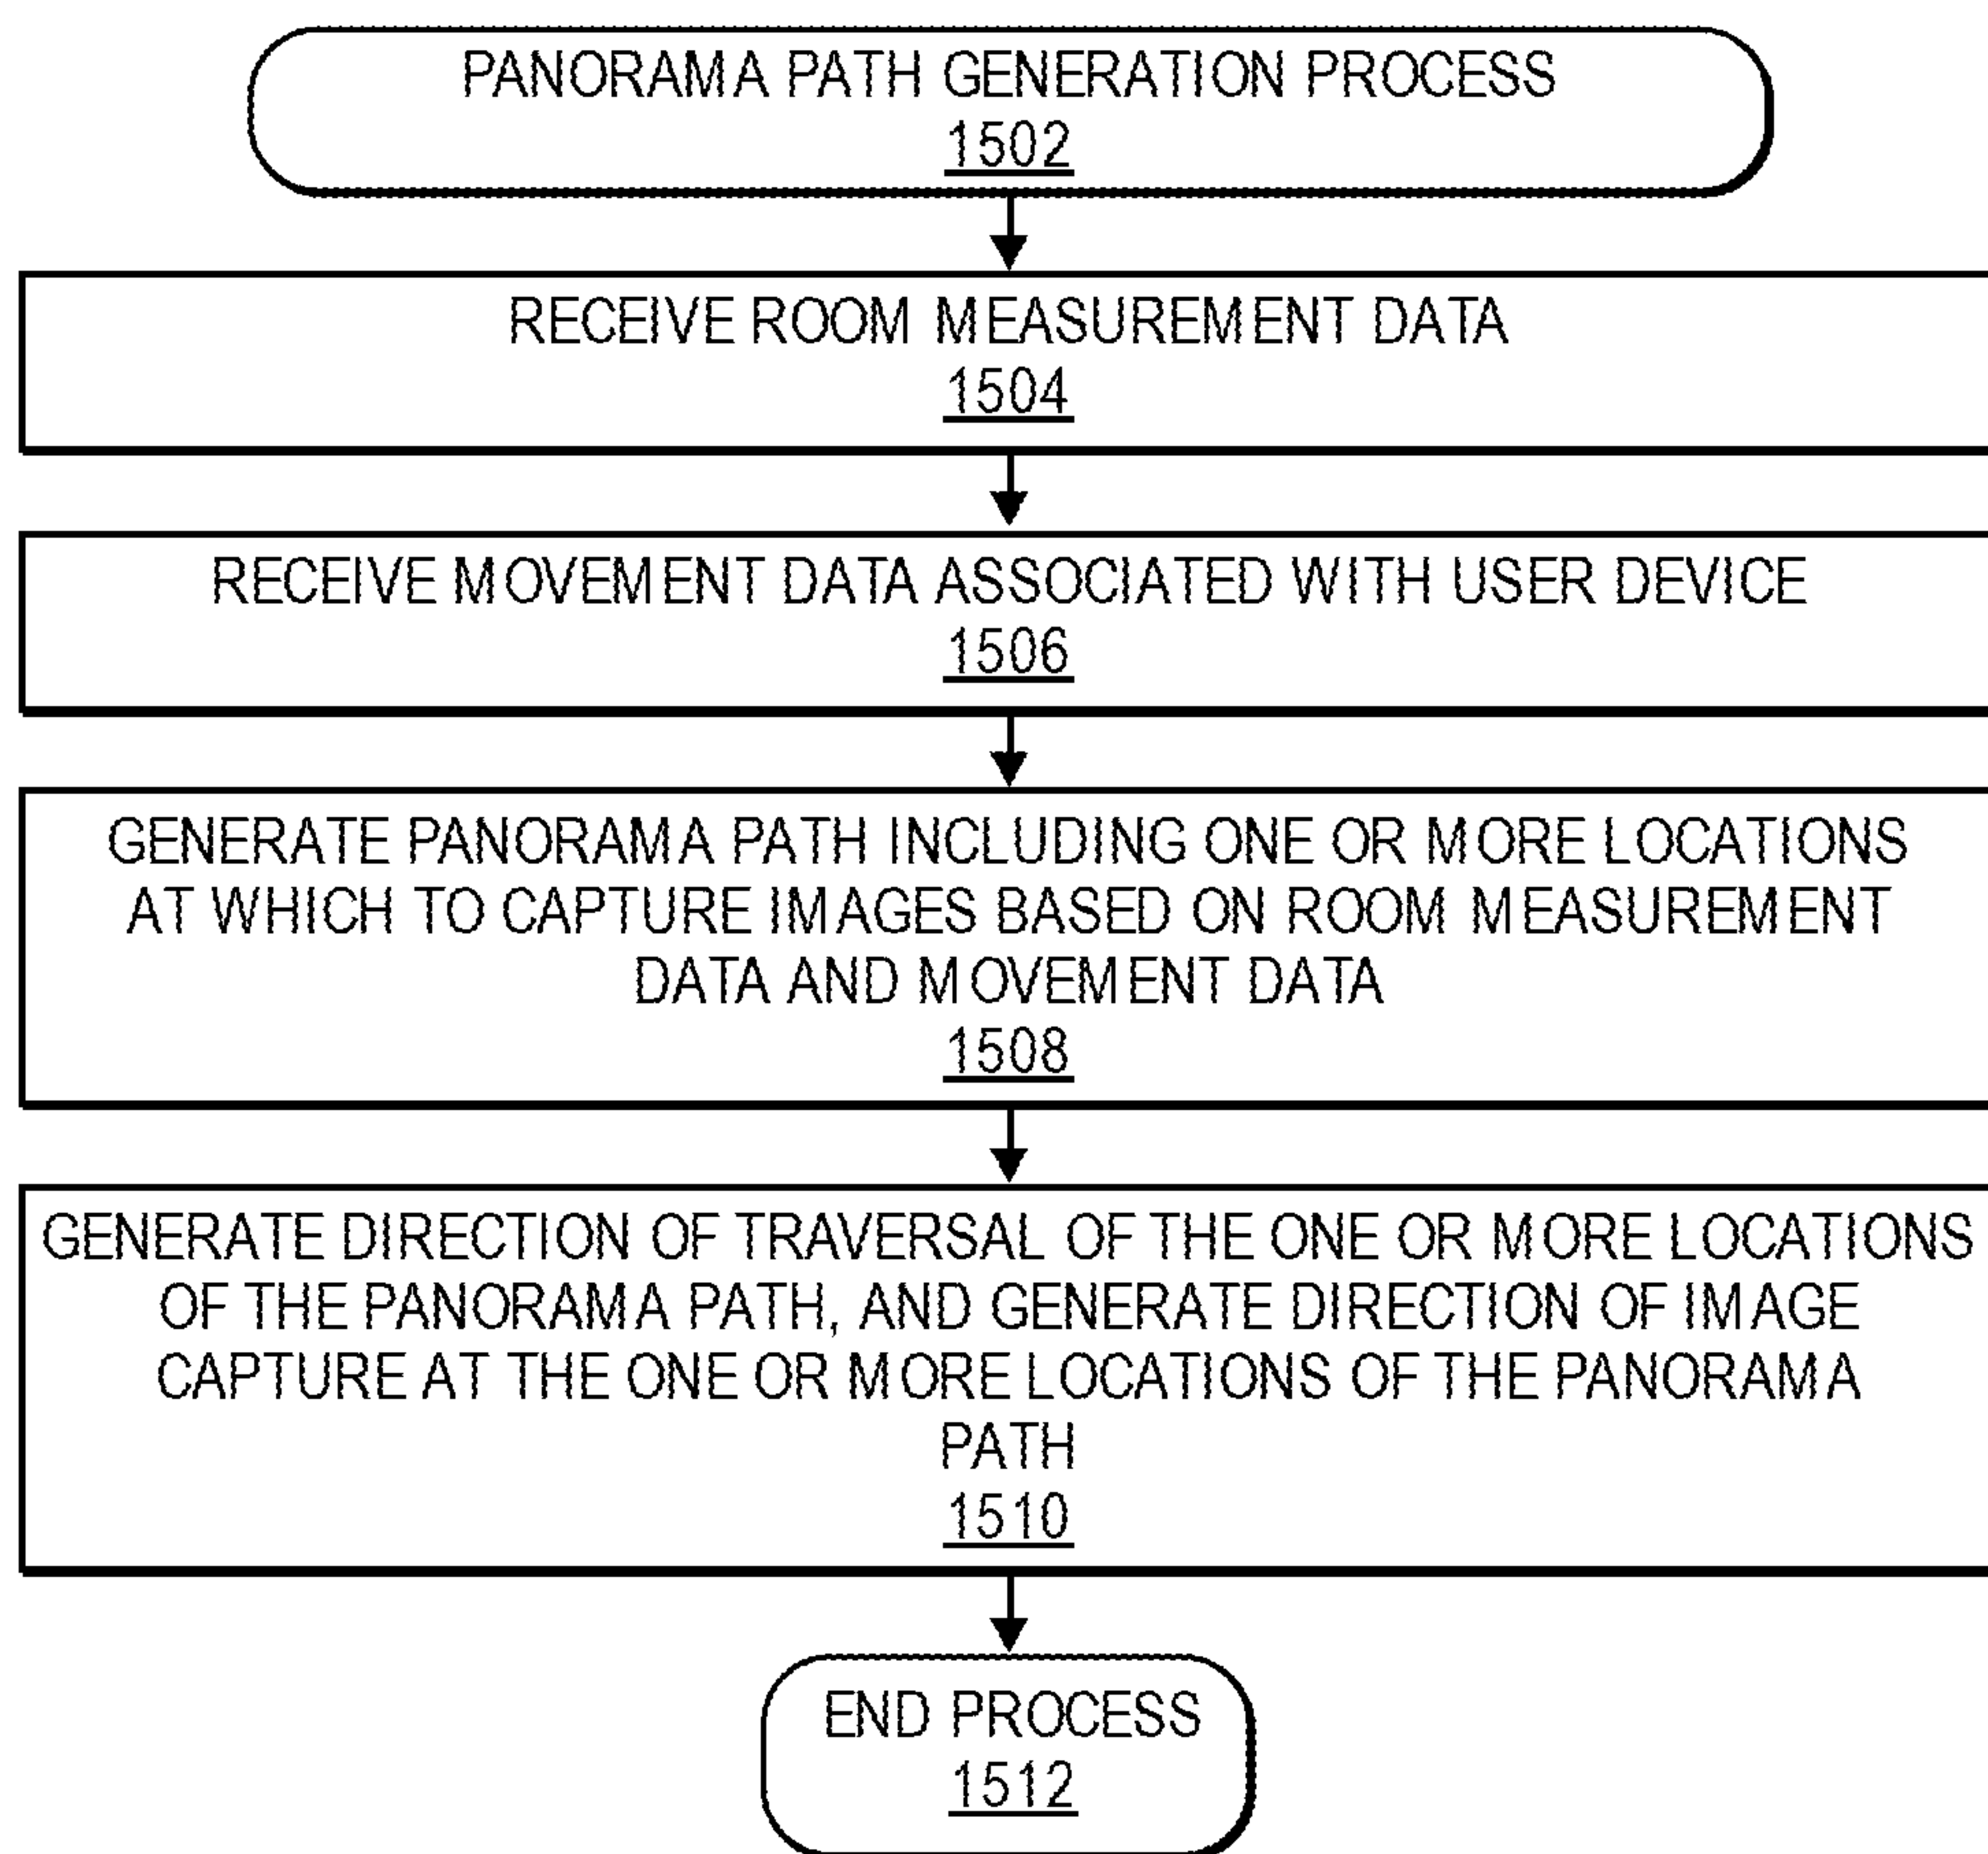 PANORAMA PATH GENERATION PROCESS
1502
RECEIVE ROOM MEASUREMENT DATA
1504
RECEIVE MOVEMENT DATA ASSOCIATED WITH USER DEVICE
1506
GENERATE PANORAMA PATH INCLUDING ONE OR MORE LOCATIONS
AT WHICH TO CAPTURE IMAGES BASED ON ROOM MEASUREMENT
DATA AND MOVEMENT DATA
1508
GENERATE DIRECTION OF TRAVERSAL OF THE ONE OR MORE LOCATIONS
OF THE PANORAMA PATH, AND GENERATE DIRECTION OF IMAGE
CAPTURE AT THE ONE OR MORE LOCATIONS OF THE PANORAMA
PATH
1510
END PROCESS
1512